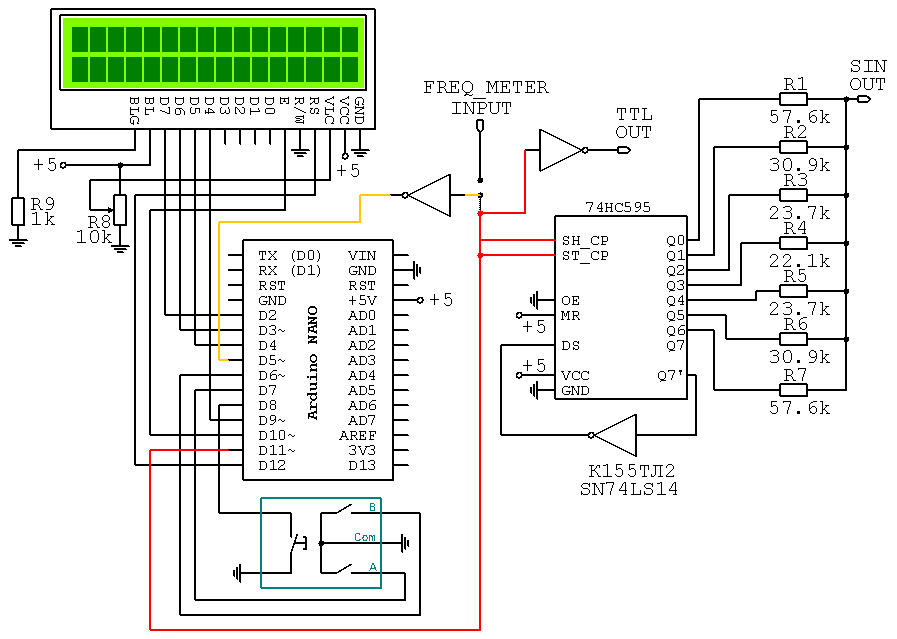 BLG BL D7 D6 D5 D4 D3 D2 D1 D0 E R/W RS VLC VCC GND
+5
+5
R9
1k
R8
10k
FREQ_METER
INPUT
TTL
OUT
SIN
OUT
R1
57.6k
R2
30.9k
R3
23.7k
R4
22.1k
R5
23.7k
R6
30.9k
R7
57.6k
74HC595
SH_CP Q0
ST_CP Q1
Q2
Q3
OE Q4
MR Q5
+5
Q6
DS Q7
+5
VCC Q7'
GND
K155TJI2
SN74LS14
Arduino NANO
TX (D0) VIN
RX (D1) GND
RST RST
GND +5V +5
D2 AD0
D3~ AD1
D4 AD2
D5~ AD3
D6~ AD4
D7 AD5
D8 AD6
D9~ AD7
D10~ AREF
D11~ 3V3
D12 D13
B
Com
A